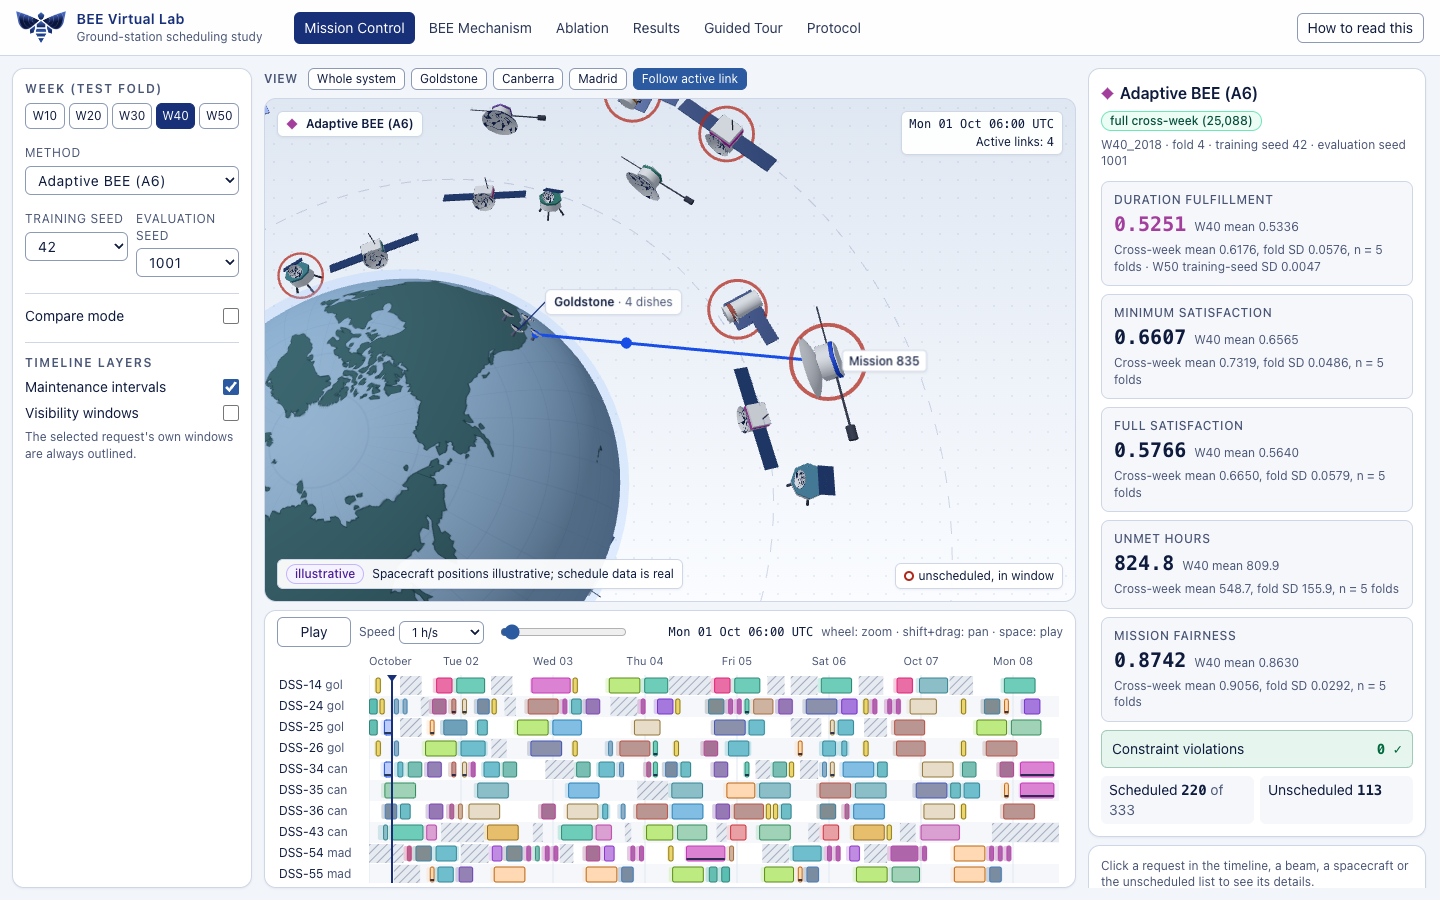 BEE Virtual Lab
Ground-station scheduling study
Mission Control
BEE Mechanism
Ablation
Results
Guided Tour
Protocol
How to read this
WEEK (TEST FOLD)
W10
W20
W30
W40
W50
METHOD
Adaptive BEE (A6)
TRAINING SEED
42
EVALUATION
SEED
1001
Compare mode
TIMELINE LAYERS
Maintenance intervals
Visibility windows
The selected request's own windows
are always outlined.
VIEW
Whole system
Goldstone
Canberra
Madrid
Follow active link
Adaptive BEE (A6)
Mon 01 Oct 06:00 UTC
Active links: 4
Goldstone · 4 dishes
Mission 835
illustrative
Spacecraft positions illustrative; schedule data is real
unscheduled, in window
Play
Speed
1 h/s
Mon 01 Oct 06:00 UTC
wheel: zoom · shift+drag: pan · space: play
October
Tue 02
Wed 03
Thu 04
Fri 05
Sat 06
Oct 07
Mon 08
DSS-14 gol
DSS-24 gol
DSS-25 gol
DSS-26 gol
DSS-34 can
DSS-35 can
DSS-36 can
DSS-43 can
DSS-54 mad
DSS-55 mad
Adaptive BEE (A6)
full cross-week (25,088)
W40_2018 · fold 4 · training seed 42 · evaluation seed
1001
DURATION FULFILLMENT
0.5251 W40 mean 0.5336
Cross-week mean 0.6176, fold SD 0.0576, n = 5
folds · W50 training-seed SD 0.0047
MINIMUM SATISFACTION
0.6607 W40 mean 0.6565
Cross-week mean 0.7319, fold SD 0.0486, n = 5
folds
FULL SATISFACTION
0.5766 W40 mean 0.5640
Cross-week mean 0.6650, fold SD 0.0579, n = 5
folds
UNMET HOURS
824.8 W40 mean 809.9
Cross-week mean 548.7, fold SD 155.9, n = 5 folds
MISSION FAIRNESS
0.8742 W40 mean 0.8630
Cross-week mean 0.9056, fold SD 0.0292, n = 5
folds
Constraint violations 0 ✓
Scheduled 220 of
333
Unscheduled 113
Click a request in the timeline, a beam, a spacecraft or
the unscheduled list to see its details.